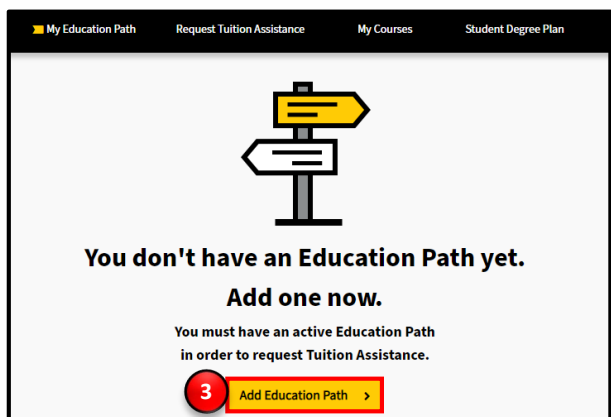 My Education Path Request Tuition Assistance My Courses Student Degree Plan
You don't have an Education Path yet.
Add one now.
You must have an active Education Path
in order to request Tuition Assistance.
3 Add Education Path >